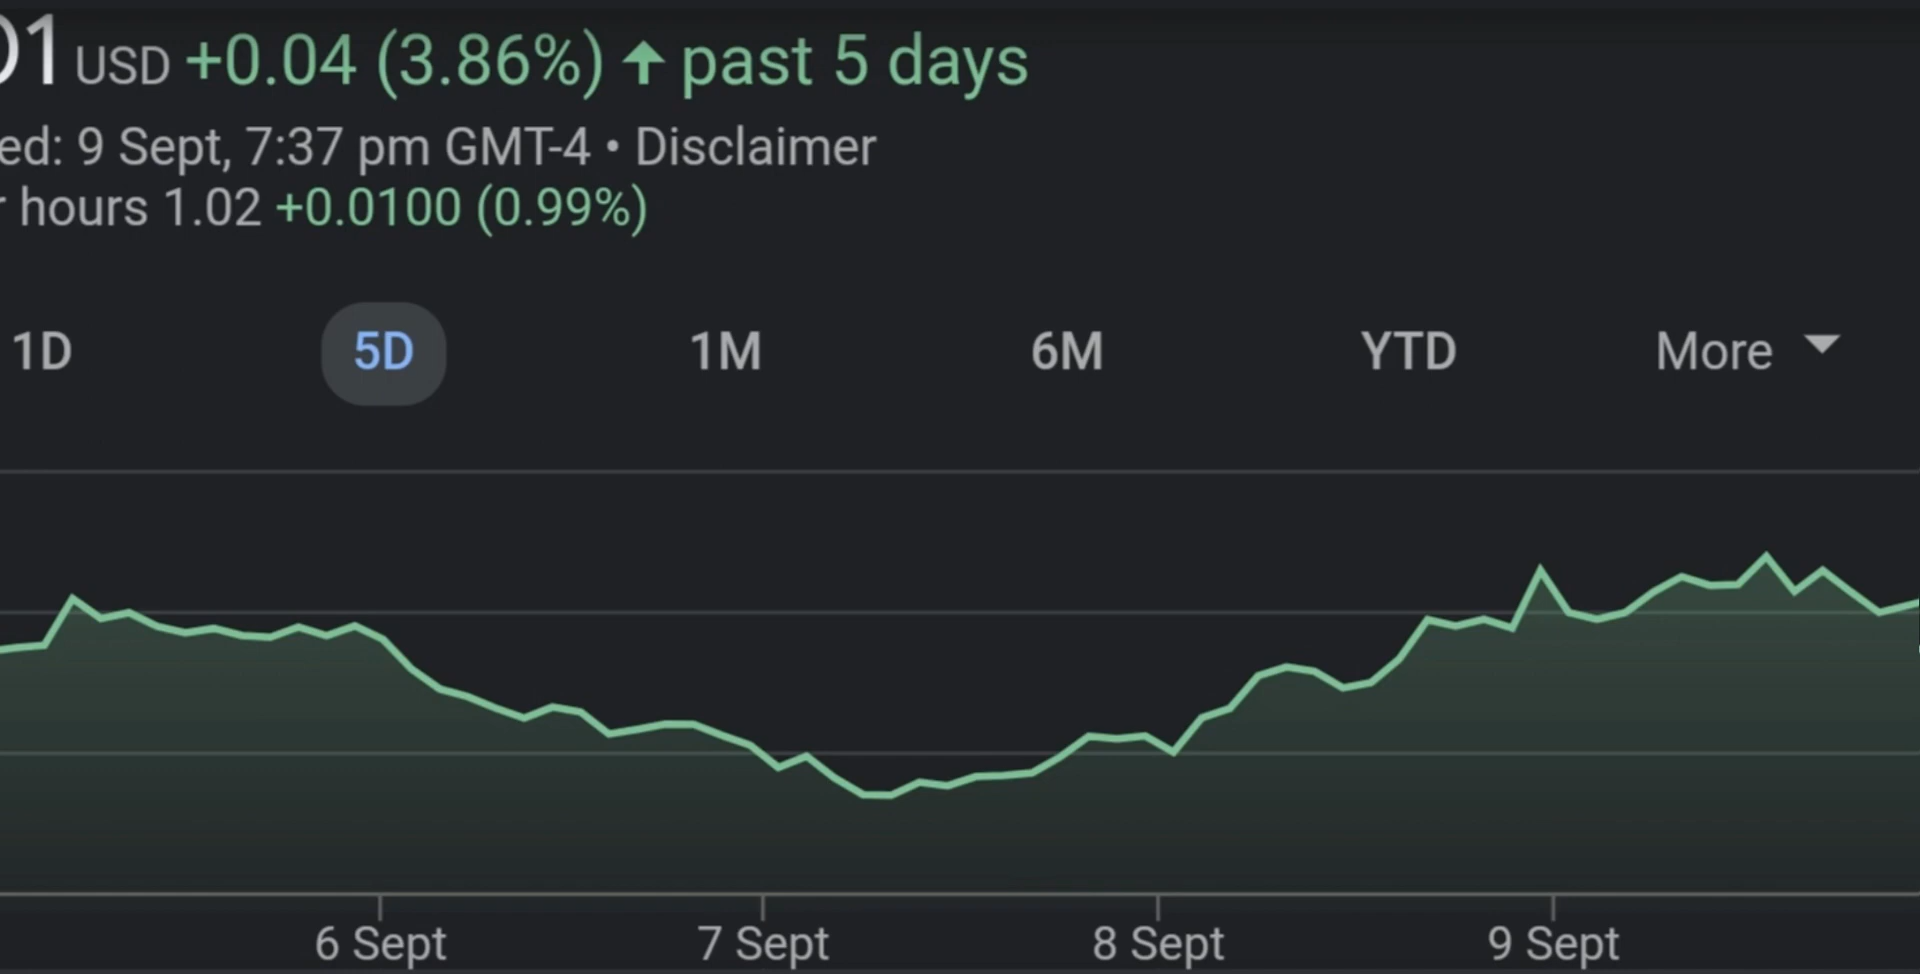 01 USD +0.04 (3.86%) ↑ past 5 days
ed: 9 Sept, 7:37 pm GMT-4 • Disclaimer
r hours 1.02 +0.0100 (0.99%)
1D 5D 1M 6M YTD More
6 Sept 7 Sept 8 Sept 9 Sept